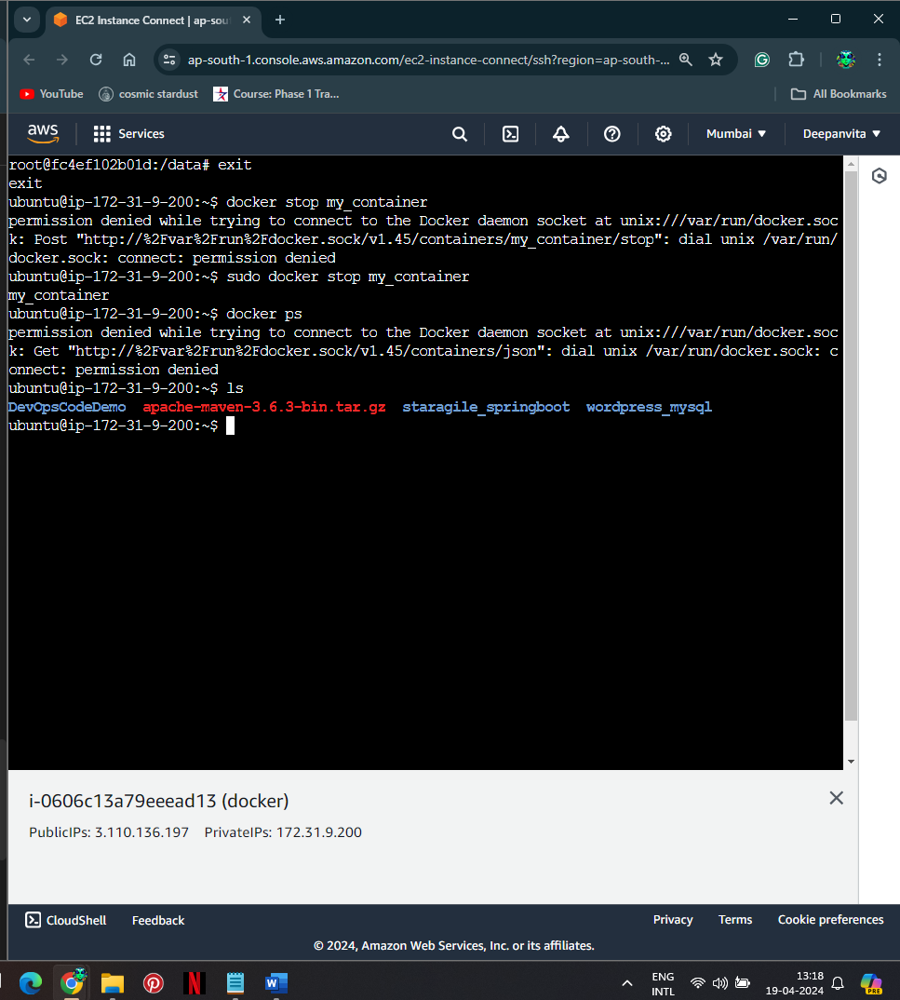 EC2 Instance Connect | ap-sou
ap-south-1.console.aws.amazon.com/ec2-instance-connect/ssh?region=ap-south-...
YouTube
cosmic stardust
Course: Phase 1 Tra...
All Bookmarks
aws
Services
Mumbai
Deepanvita
root@fc4ef102b01d:/data# exit
exit
ubuntu@ip-172-31-9-200:~$ docker stop my_container
permission denied while trying to connect to the Docker daemon socket at unix:///var/run/docker.soc
k: Post "http://%2Fvar%2Frun%2Fdocker.sock/v1.45/containers/my_container/stop": dial unix /var/run/
docker.sock: connect: permission denied
ubuntu@ip-172-31-9-200:~$ sudo docker stop my_container
my_container
ubuntu@ip-172-31-9-200:~$ docker ps
permission denied while trying to connect to the Docker daemon socket at unix:///var/run/docker.soc
k: Get "http://%2Fvar%2Frun%2Fdocker.sock/v1.45/containers/json": dial unix /var/run/docker.sock: c
onnect: permission denied
ubuntu@ip-172-31-9-200:~$ ls
DevOpsCodeDemo  apache-maven-3.6.3-bin.tar.gz  staragile_springboot  wordpress_mysql
ubuntu@ip-172-31-9-200:~$
i-0606c13a79eeead13 (docker)
PublicIPs: 3.110.136.197 PrivateIPs: 172.31.9.200
CloudShell
Feedback
Privacy
Terms
Cookie preferences
© 2024, Amazon Web Services, Inc. or its affiliates.
ENG
INTL
13:18
19-04-2024
PRE